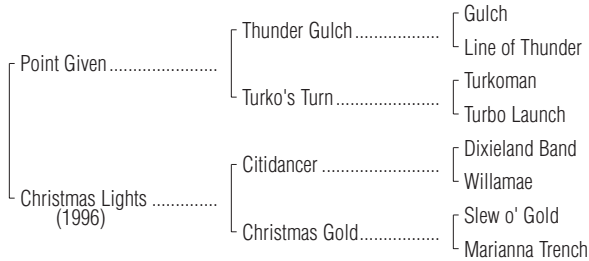 Gulch
Thunder Gulch..................
Line of Thunder
Point Given.......................
Turkoman
Turko's Turn......................
Turbo Launch
Dixieland Band
Citidancer .........................
Willamae
Christmas Lights ..............
(1996)
Slew o' Gold
Christmas Gold.................
Marianna Trench